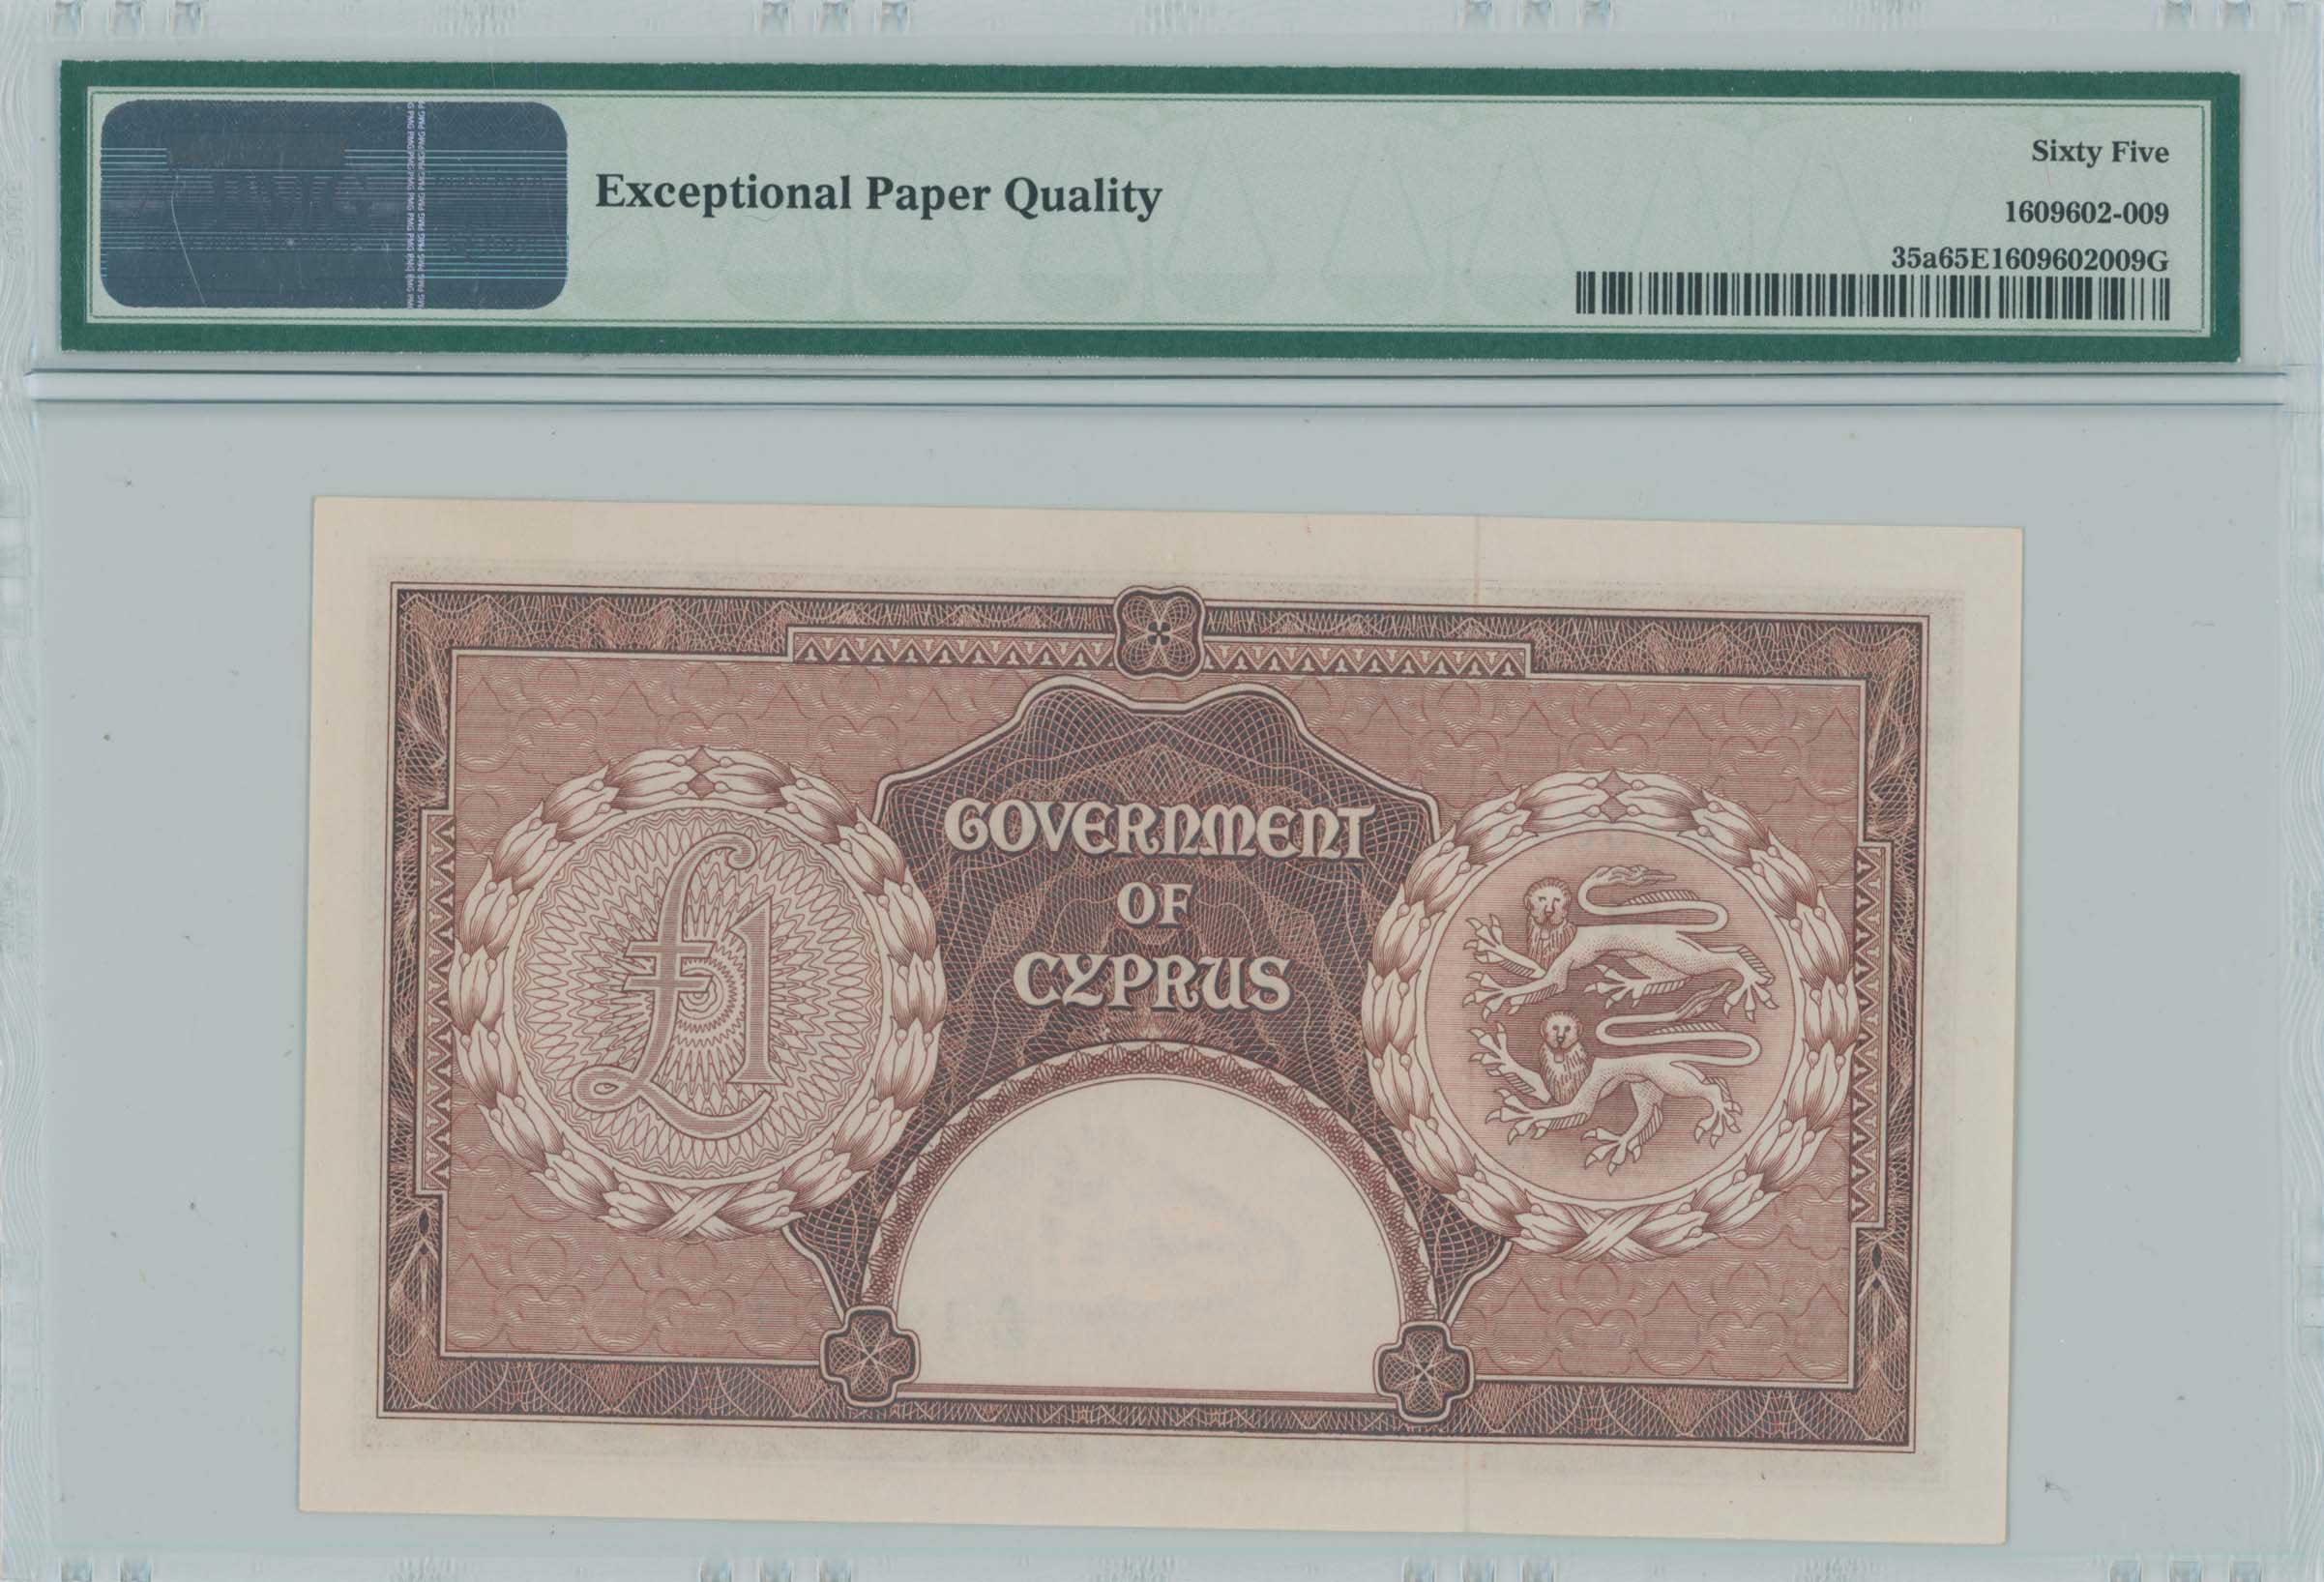 Exceptional Paper Quality
Sixty Five
1609602-009
35a65E1609602009G
GOVERNMENT
OF
CYPRUS
£1